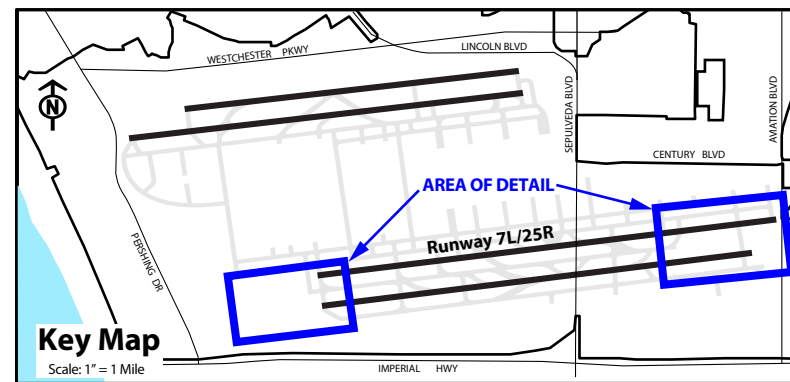 WESTCHESTER PKWY
LINCOLN BLVD
N
SEPULVEDA BLVD
AVIATION BLVD
CENTURY BLVD
AREA OF DETAIL
Runway 7L/25R
PERSHING DR
Key Map
Scale: 1" = 1 Mile
IMPERIAL HWY